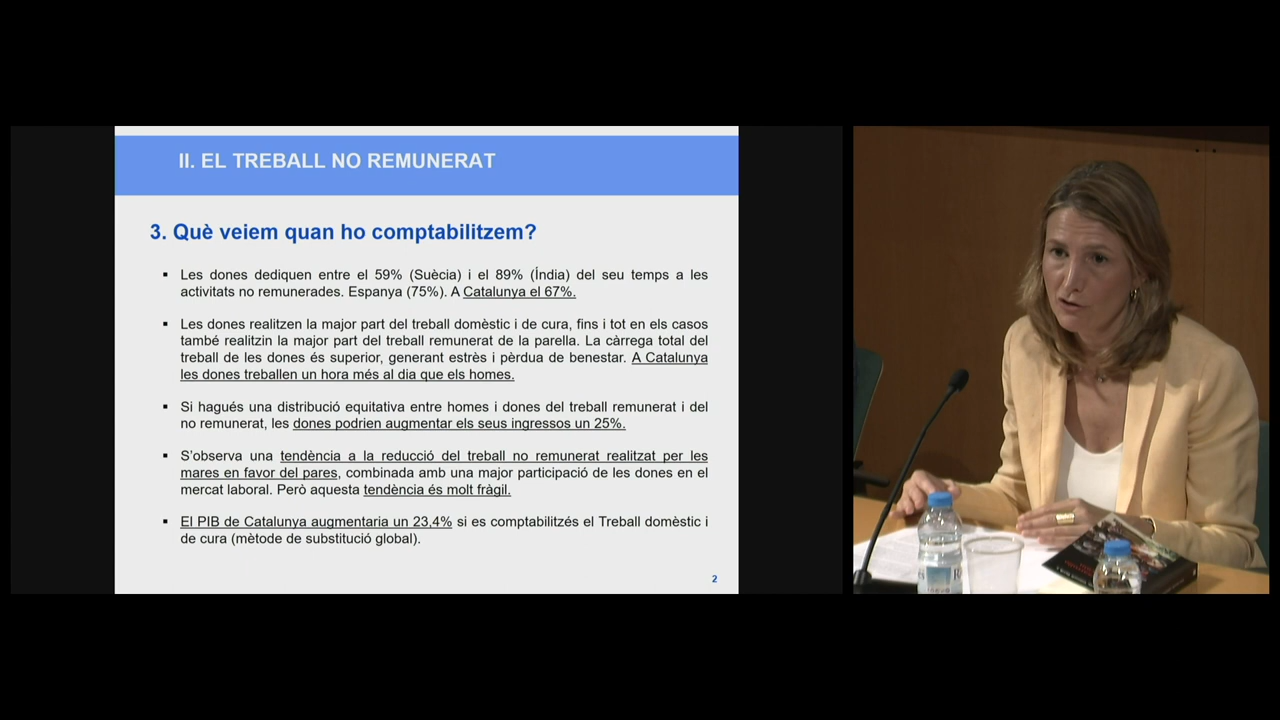 II. EL TREBALL NO REMUNERAT
3. Què veiem quan ho comptabilitzem?
▪ Les dones dediquen entre el 59% (Suècia) i el 89% (Índia) del seu temps a les
activitats no remunerades. Espanya (75%). A Catalunya el 67%.
▪ Les dones realitzen la major part del treball domèstic i de cura, fins i tot en els casos
també realitzin la major part del treball remunerat de la parella. La càrrega total del
treball de les dones és superior, generant estrès i pèrdua de benestar. A Catalunya
les dones treballen un hora més al dia que els homes.
▪ Si hagués una distribució equitativa entre homes i dones del treball remunerat i del
no remunerat, les dones podrien augmentar els seus ingressos un 25%.
▪ S’observa una tendència a la reducció del treball no remunerat realitzat per les
mares en favor del pares, combinada amb una major participació de les dones en el
mercat laboral. Però aquesta tendència és molt fràgil.
▪ El PIB de Catalunya augmentaria un 23,4% si es comptabilitzés el Treball domèstic i
de cura (mètode de substitució global).
2